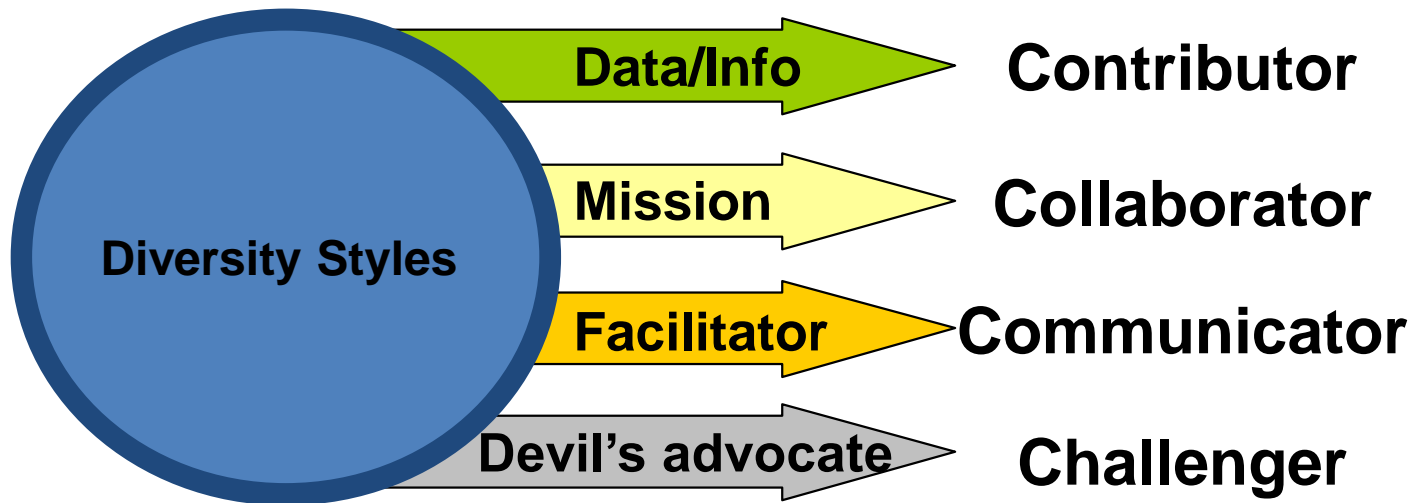 Data/Info Contributor
Mission Collaborator
Diversity Styles
Facilitator Communicator
Devil's advocate Challenger